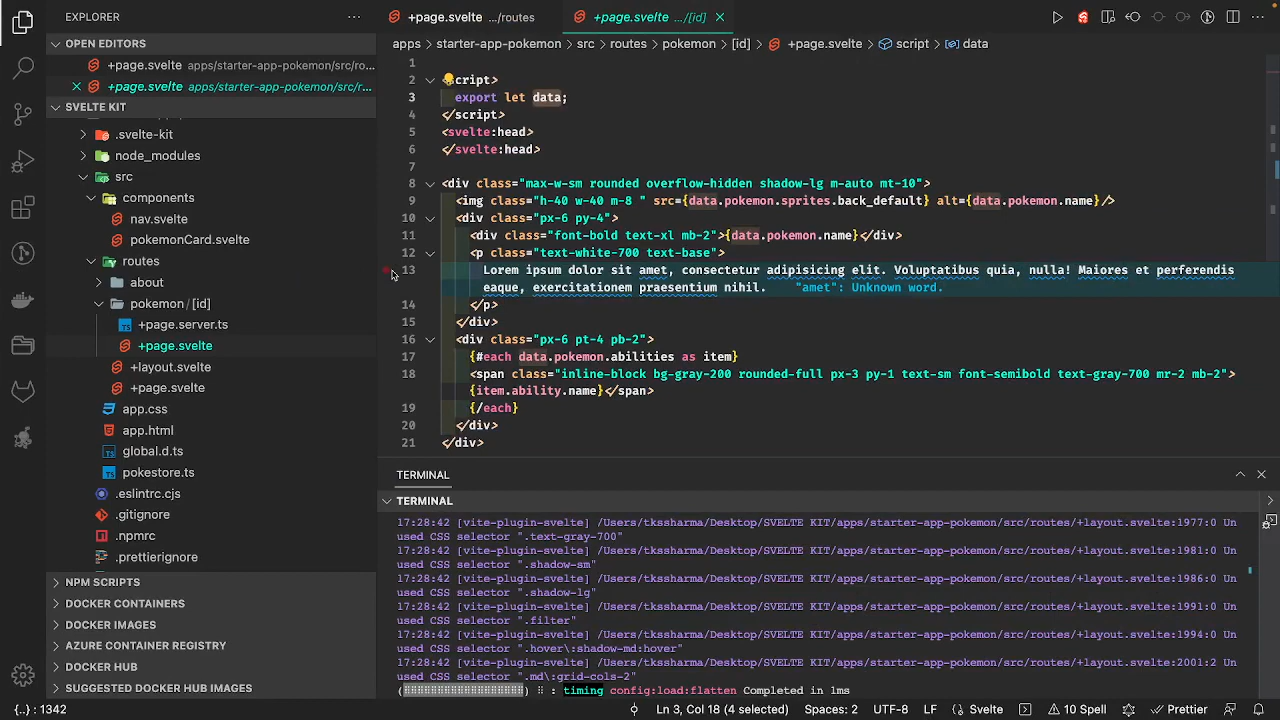 EXPLORER
+page.svelte .../routes
+page.svelte .../[id]
OPEN EDITORS
+page.svelte apps/starter-app-pokemon/src/ro...
+page.svelte apps/starter-app-pokemon/src/r...
SVELTE KIT
.svelte-kit
node_modules
src
components
nav.svelte
pokemonCard.svelte
routes
about
pokemon / [id]
+page.server.ts
+page.svelte
+layout.svelte
+page.svelte
app.css
app.html
global.d.ts
pokestore.ts
.eslintrc.cjs
.gitignore
.npmrc
.prettierignore
NPM SCRIPTS
DOCKER CONTAINERS
DOCKER IMAGES
AZURE CONTAINER REGISTRY
DOCKER HUB
SUGGESTED DOCKER HUB IMAGES
apps > starter-app-pokemon > src > routes > pokemon > [id] > +page.svelte > script > data
1
2 cript>
3 export let data;
4 </script>
5 <svelte:head>
6 </svelte:head>
7
8 <div class="max-w-sm rounded overflow-hidden shadow-lg m-auto mt-10">
9 <img class="h-40 w-40 m-8 " src={data.pokemon.sprites.back_default} alt={data.pokemon.name}/>
10 <div class="px-6 py-4">
11 <div class="font-bold text-xl mb-2">{data.pokemon.name}</div>
12 <p class="text-white-700 text-base">
13 Lorem ipsum dolor sit amet, consectetur adipisicing elit. Voluptatibus quia, nulla! Maiores et perferendis
eaque, exercitationem praesentium nihil. "amet": Unknown word.
14 </p>
15 </div>
16 <div class="px-6 pt-4 pb-2">
17 {#each data.pokemon.abilities as item}
18 <span class="inline-block bg-gray-200 rounded-full px-3 py-1 text-sm font-semibold text-gray-700 mr-2 mb-2">
{item.ability.name}</span>
19 {/each}
20 </div>
21 </div>
TERMINAL
TERMINAL
17:28:42 [vite-plugin-svelte] /Users/tkssharma/Desktop/SVELTE KIT/apps/starter-app-pokemon/src/routes/+layout.svelte:1977:0 Un
used CSS selector ".text-gray-700"
17:28:42 [vite-plugin-svelte] /Users/tkssharma/Desktop/SVELTE KIT/apps/starter-app-pokemon/src/routes/+layout.svelte:1981:0 Un
used CSS selector ".shadow-sm"
17:28:42 [vite-plugin-svelte] /Users/tkssharma/Desktop/SVELTE KIT/apps/starter-app-pokemon/src/routes/+layout.svelte:1986:0 Un
used CSS selector ".shadow-lg"
17:28:42 [vite-plugin-svelte] /Users/tkssharma/Desktop/SVELTE KIT/apps/starter-app-pokemon/src/routes/+layout.svelte:1991:0 Un
used CSS selector ".filter"
17:28:42 [vite-plugin-svelte] /Users/tkssharma/Desktop/SVELTE KIT/apps/starter-app-pokemon/src/routes/+layout.svelte:1994:0 Un
used CSS selector ".hover\:shadow-md:hover"
17:28:42 [vite-plugin-svelte] /Users/tkssharma/Desktop/SVELTE KIT/apps/starter-app-pokemon/src/routes/+layout.svelte:2001:2 Un
used CSS selector ".md\:grid-cols-2"
: timing config:load:flatten Completed in 1ms
{..} : 1342
Ln 3, Col 18 (4 selected) Spaces: 2 UTF-8 LF {} Svelte 10 Spell Prettier